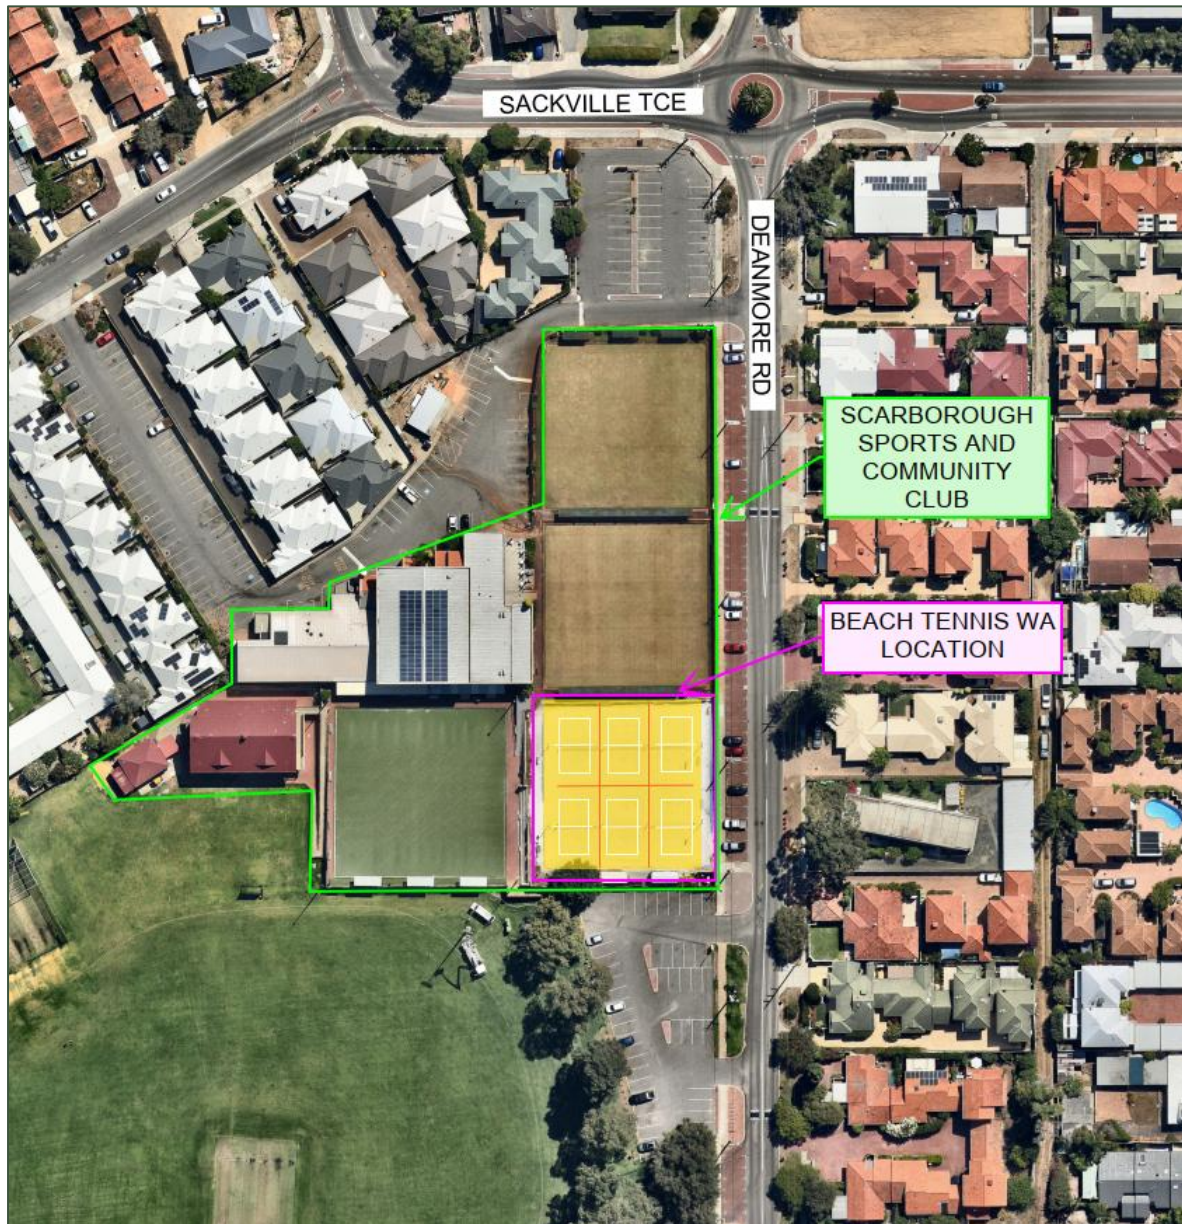 SACKVILLE TCE
DEANMORE RD
SCARBOROUGH
SPORTS AND
COMMUNITY
CLUB
BEACH TENNIS WA
LOCATION